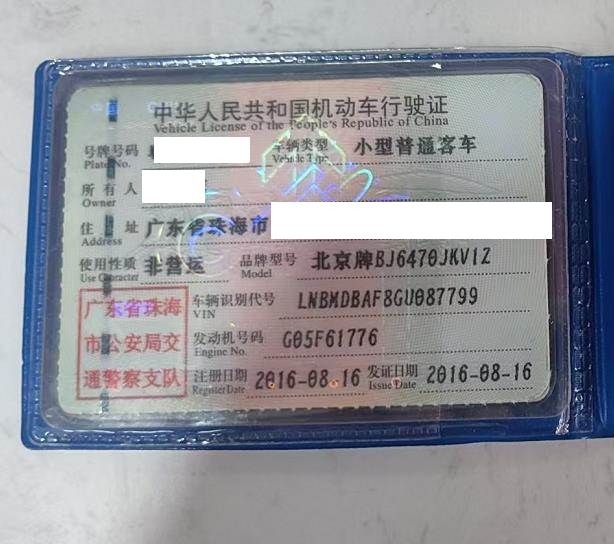 中华人民共和国机动车行驶证
Vehicle License of the People's Republic of China
号牌号码 车辆类型 小型普通客车
Plate No. Vehicle Type
所有人
Owner
住址 广东省珠海市
Address
使用性质 非营运 品牌型号 北京牌BJ6470JKV1Z
Use Character Model
广东省珠海 车辆识别代号 LNBMDBAF8GU087799
VIN
市公安局交 发动机号码 G05F61776
Engine No.
通警察支队 注册日期 2016-08-16 发证日期 2016-08-16
Register Date Issue Date